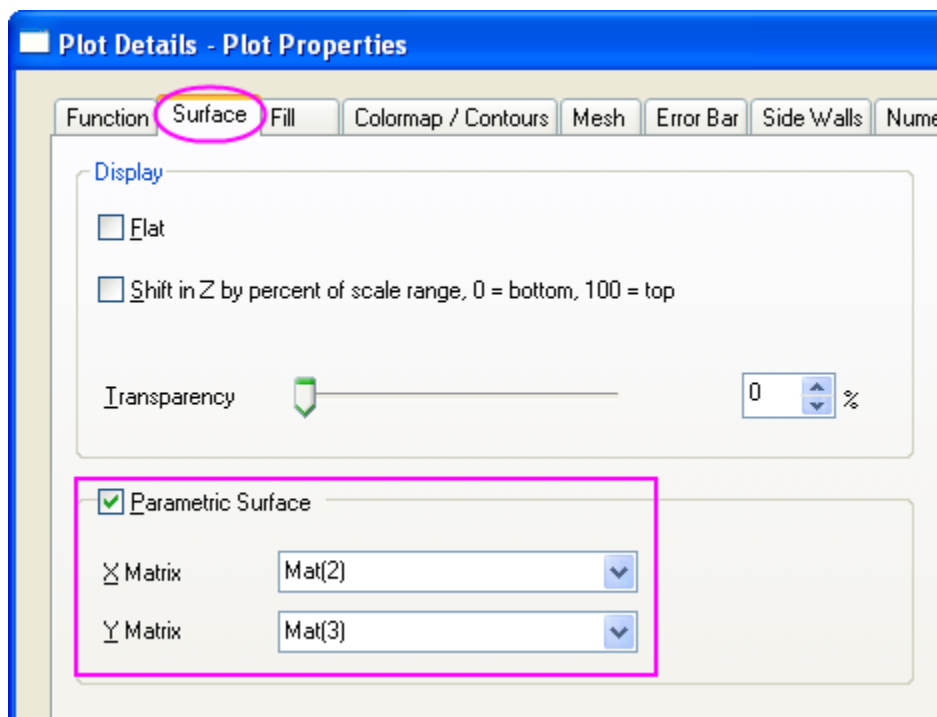 Plot Details - Plot Properties
Function Surface Fill Colormap / Contours Mesh Error Bar Side Walls Nume
Display
Flat
Shift in Z by percent of scale range, 0 = bottom, 100 = top
Transparency 0 %
Parametric Surface
X Matrix Mat(2)
Y Matrix Mat(3)